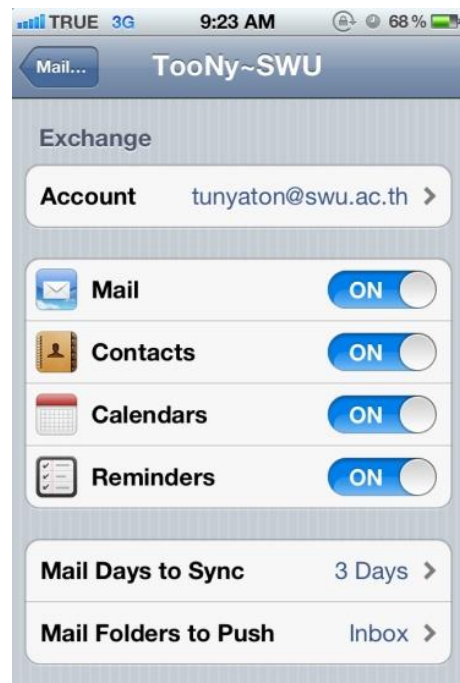 TRUE 3G 9:23 AM 68%
Mail... TooNy~SWU
Exchange
Account tunyaton@swu.ac.th
Mail ON
Contacts ON
Calendars ON
Reminders ON
Mail Days to Sync 3 Days
Mail Folders to Push Inbox